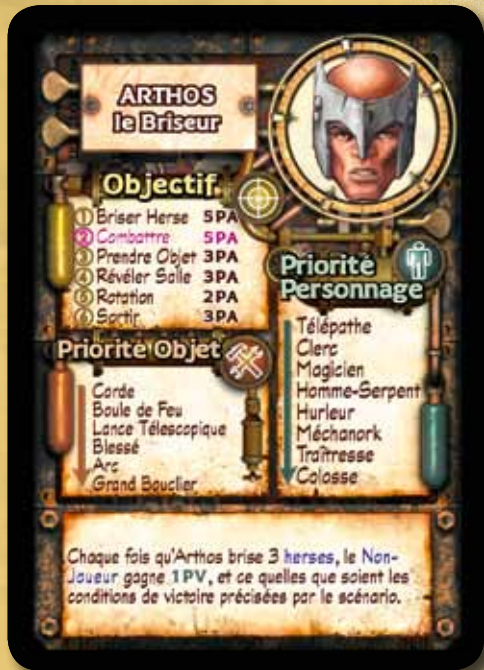 ARTHOS
le Briseur
Objectif
① Briser Herse 5PA
② Combattre 5PA
③ Prendre Objet 3PA
④ Révéler Salle 3PA
⑤ Rotation 2PA
⑥ Sortir 3PA
Priorité Objet
Corde
Boule de Feu
Lance Télescopique
Blessé
Arc
Grand Bouclier
Priorité
Personnage
Télépathe
Clerc
Magicien
Homme-Serpent
Hurleur
Méchanork
Traîtresse
Colosse
Chaque fois qu'Arthos brise 3 herses, le Non-
Joueur gagne 1PV, et ce quelles que soient les
conditions de victoire précisées par le scénario.